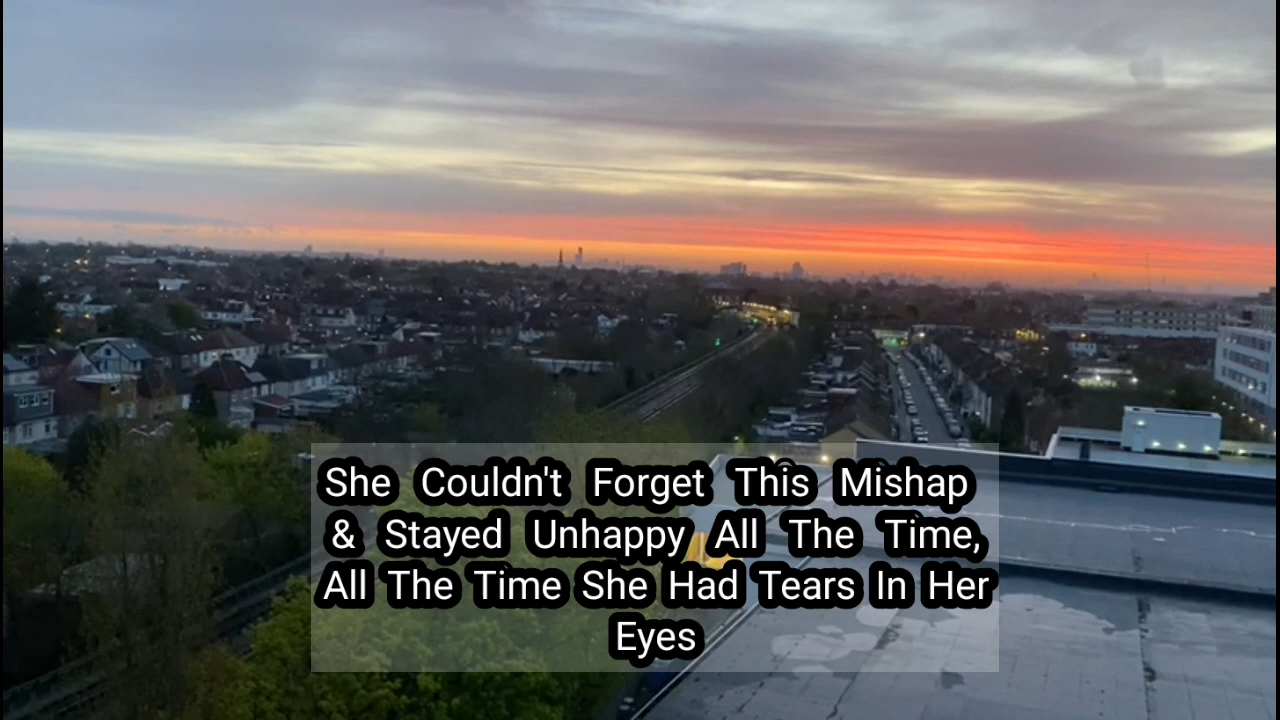 She Couldn't Forget This Mishap
& Stayed Unhappy All The Time,
All The Time She Had Tears In Her
Eyes